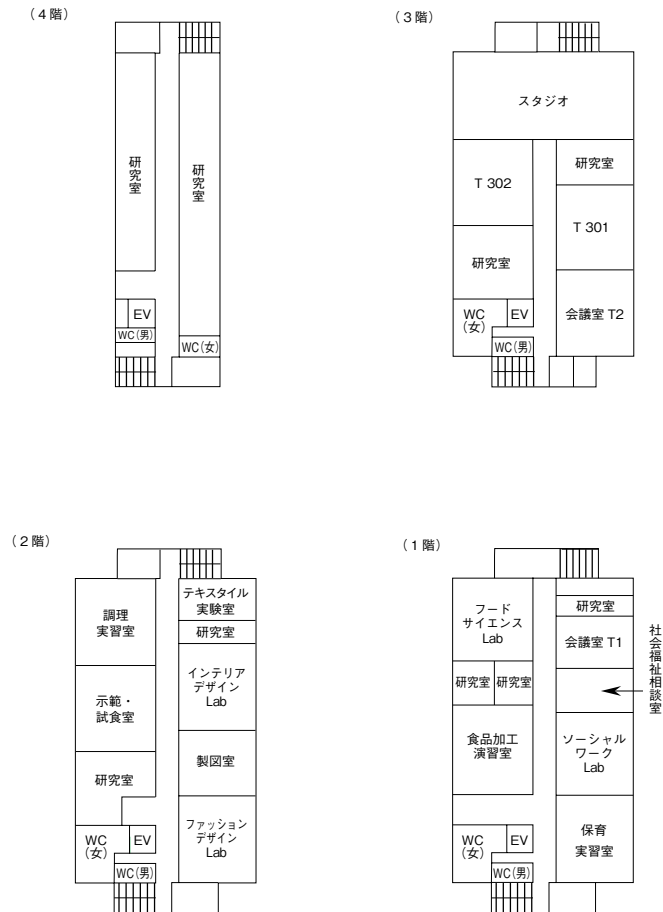 （４階）
研究室
研究室
EV
WC（男）
WC（女）
（３階）
スタジオ
T 302
研究室
T 301
研究室
会議室 T2
WC
（女）
EV
WC（男）
（２階）
調理
実習室
テキスタイル
実験室
研究室
インテリア
デザイン
Lab
示範・
試食室
製図室
研究室
ファッション
デザイン
Lab
WC
（女）
EV
WC（男）
（１階）
フード
サイエンス
Lab
研究室
会議室 T1
社会福祉相談室
研究室
研究室
食品加工
演習室
ソーシャル
ワーク
Lab
保育
実習室
WC
（女）
EV
WC（男）